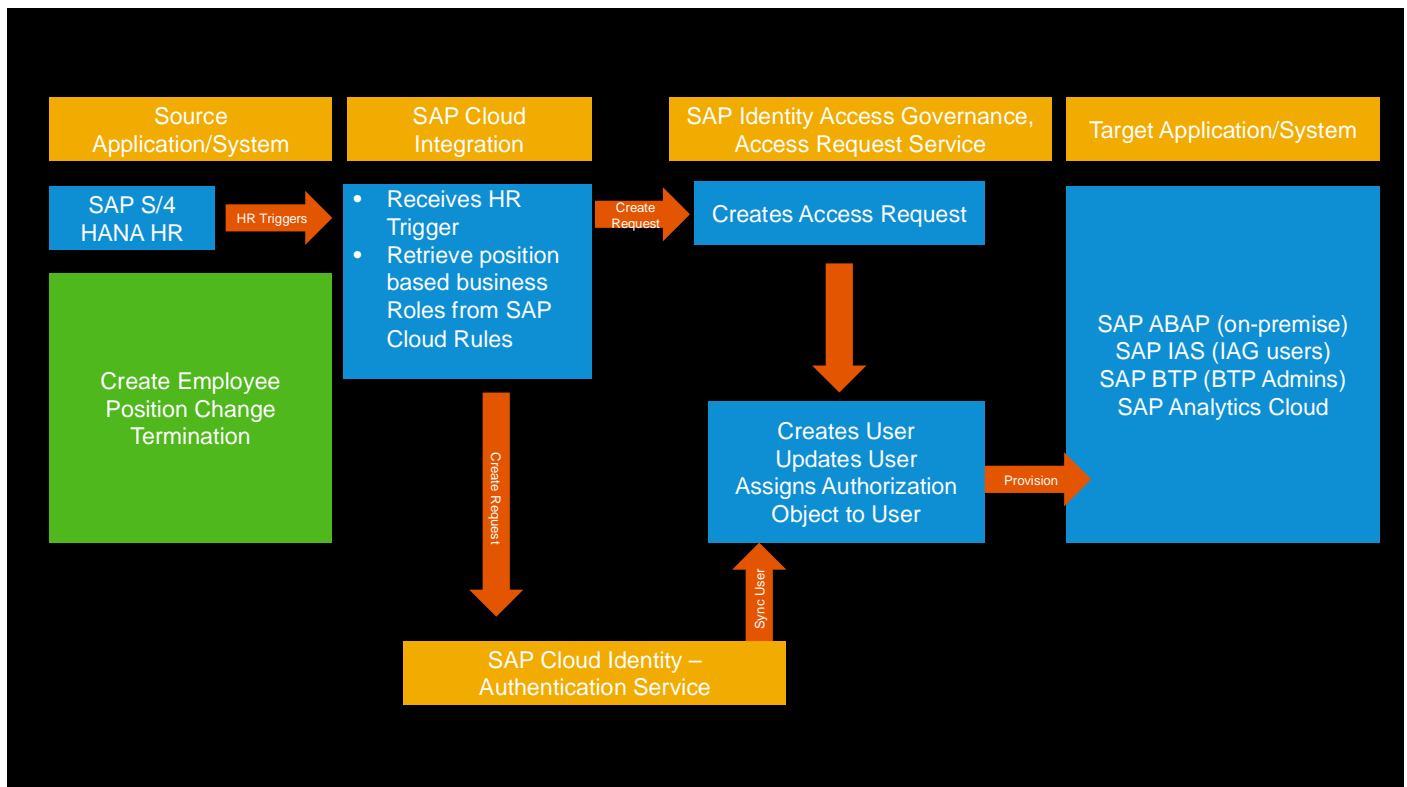 Source
Application/System
SAP Cloud
Integration
SAP Identity Access Governance,
Access Request Service
Target Application/System
SAP S/4
HANA HR
HR Triggers
• Receives HR
Trigger
• Retrieve position
based business
Roles from SAP
Cloud Rules
Create
Request
Creates Access Request
Create Employee
Position Change
Termination
Create Request
Creates User
Updates User
Assigns Authorization
Object to User
Provision
SAP ABAP (on-premise)
SAP IAS (IAG users)
SAP BTP (BTP Admins)
SAP Analytics Cloud
Sync User
SAP Cloud Identity –
Authentication Service